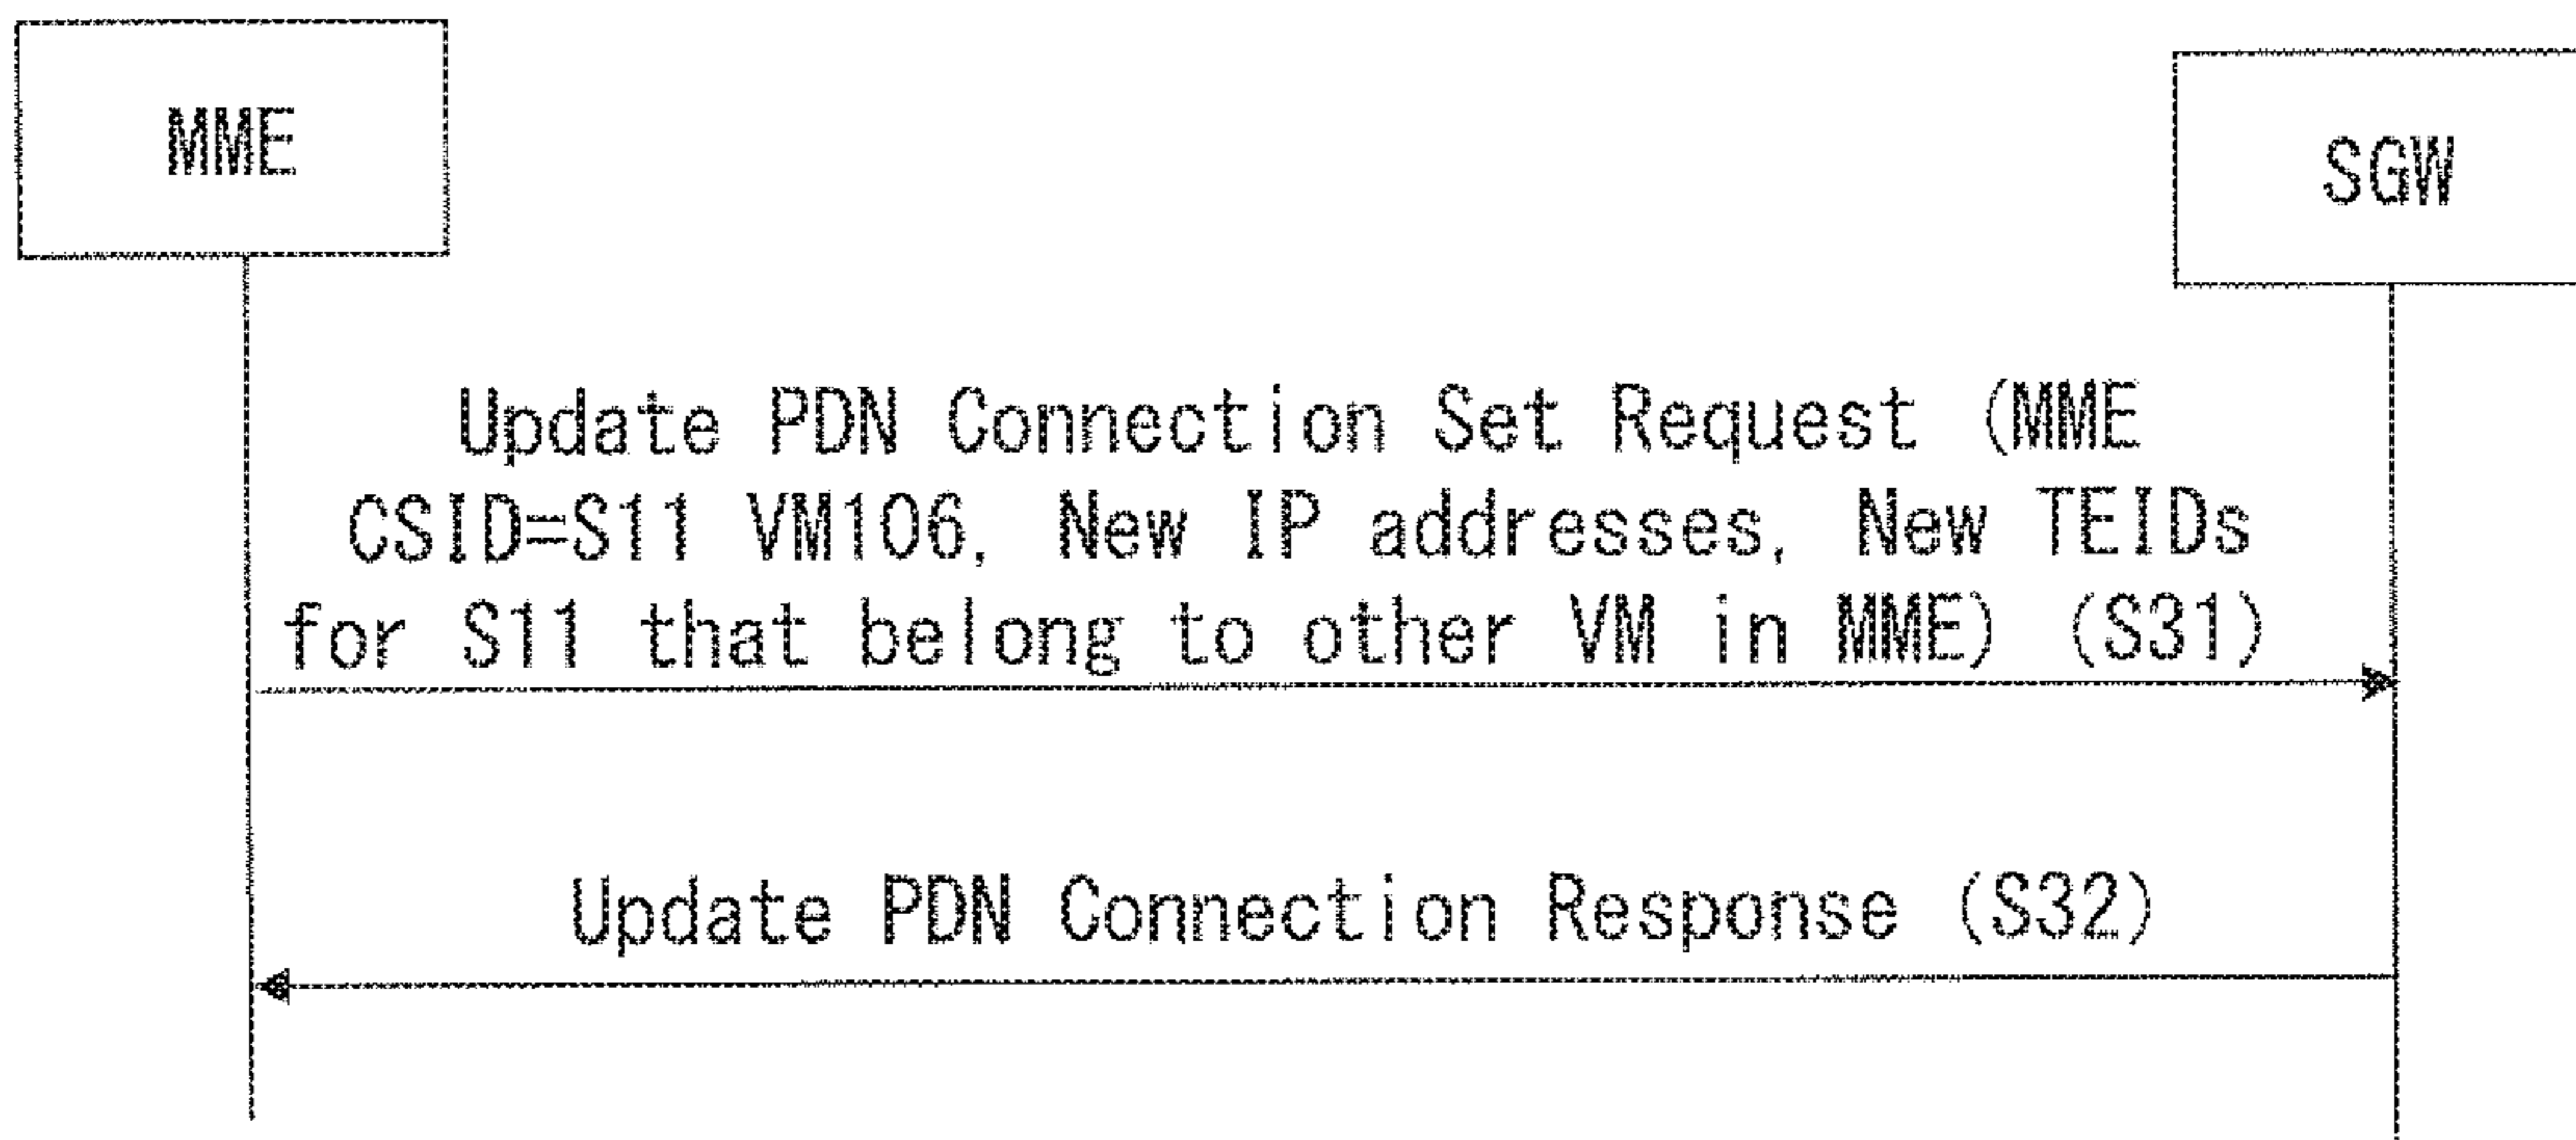 MME
SGW
Update PDN Connection Set Request (MME
CSID=S11 VM106, New IP addresses, New TEIDs
for S11 that belong to other VM in MME) (S31)
Update PDN Connection Response (S32)